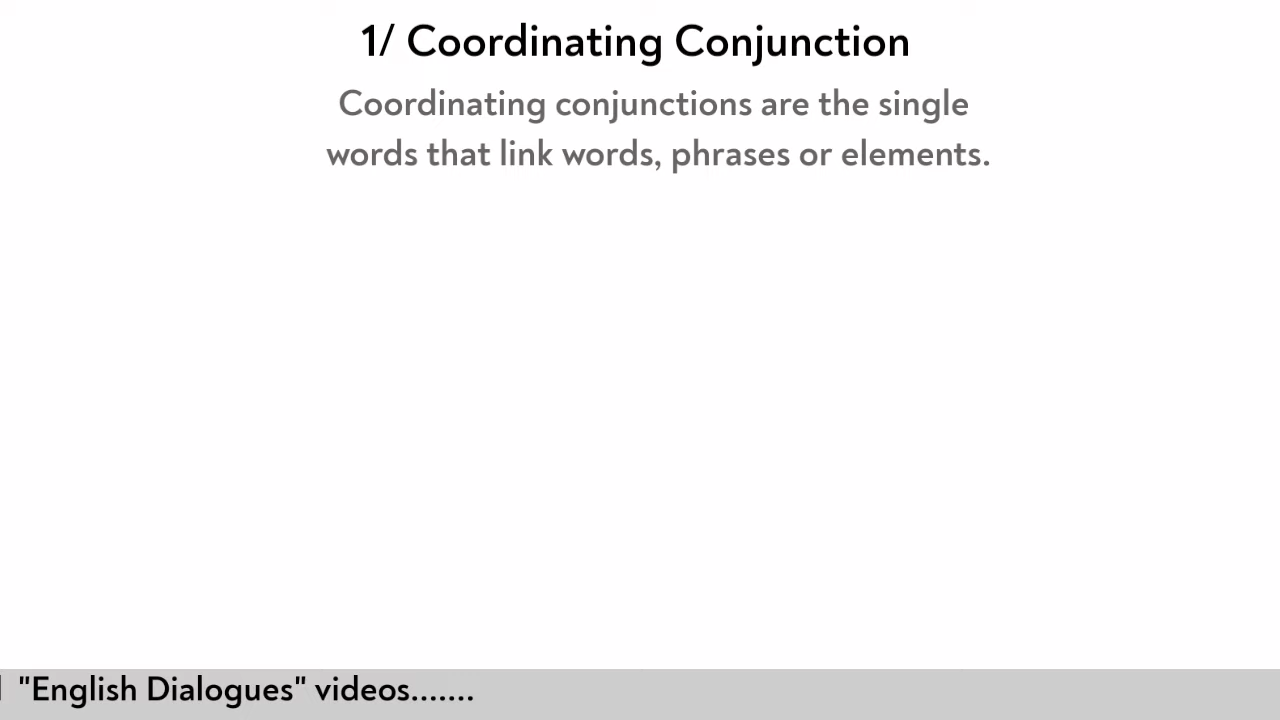 1/ Coordinating Conjunction
Coordinating conjunctions are the single
words that link words, phrases or elements.
"English Dialogues" videos.......